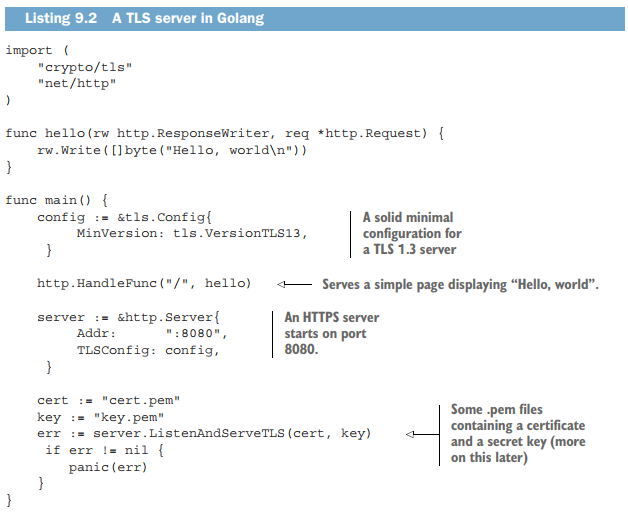 Listing 9.2 A TLS server in Golang
import (
    "crypto/tls"
    "net/http"
)
func hello(rw http.ResponseWriter, req *http.Request) {
    rw.Write([]byte("Hello, world\n"))
}
func main() {
    config := &tls.Config{
        MinVersion: tls.VersionTLS13,
    }
A solid minimal
configuration for
a TLS 1.3 server
    http.HandleFunc("/", hello)
Serves a simple page displaying “Hello, world”.
    server := &http.Server{
        Addr:      ":8080",
        TLSConfig: config,
    }
An HTTPS server
starts on port
8080.
    cert := "cert.pem"
    key := "key.pem"
    err := server.ListenAndServeTLS(cert, key)
    if err != nil {
        panic(err)
    }
}
Some .pem files
containing a certificate
and a secret key (more
on this later)